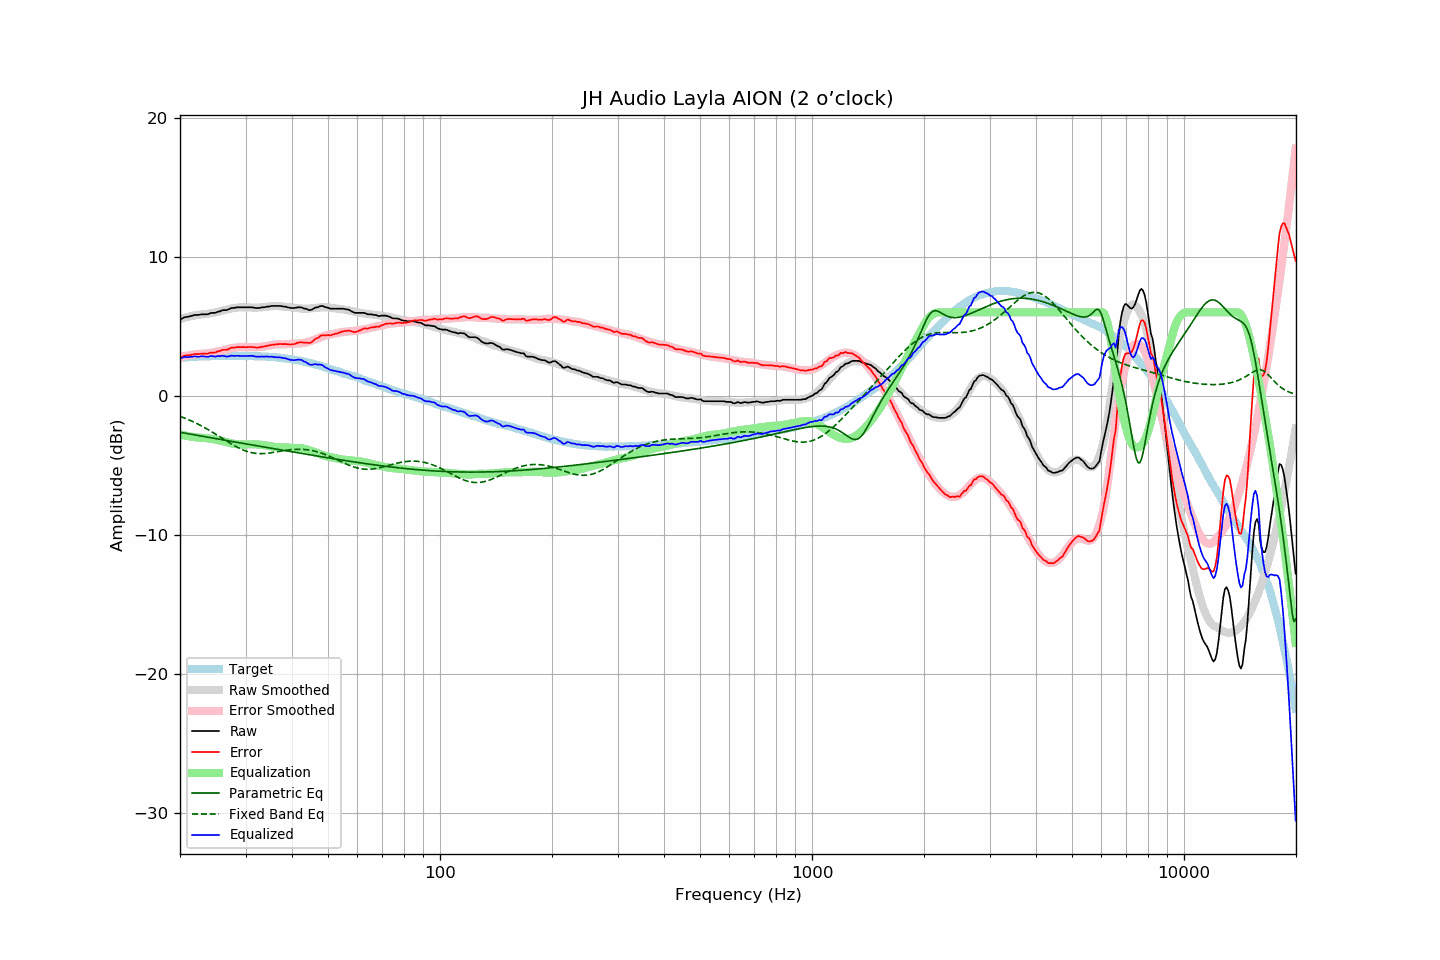 JH Audio Layla AION (2 o’clock)
20
10
0
−10
−20
−30
Amplitude (dBr)
Target
Raw Smoothed
Error Smoothed
Raw
Error
Equalization
Parametric Eq
Fixed Band Eq
Equalized
100
1000
10000
Frequency (Hz)